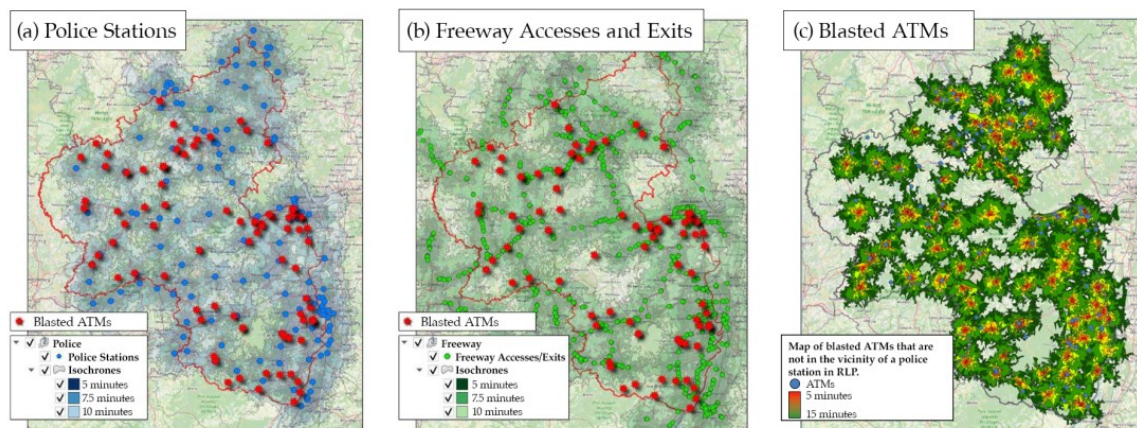 (a) Police Stations
Blasted ATMs
Police
Police Stations
Isochrones
5 minutes
7.5 minutes
10 minutes
(b) Freeway Accesses and Exits
Blasted ATMs
Freeway
Freeway Accesses/Exits
Isochrones
5 minutes
7.5 minutes
10 minutes
(c) Blasted ATMs
Map of blasted ATMs that are
not in the vicinity of a police
station in RLP.
ATMs
5 minutes
15 minutes